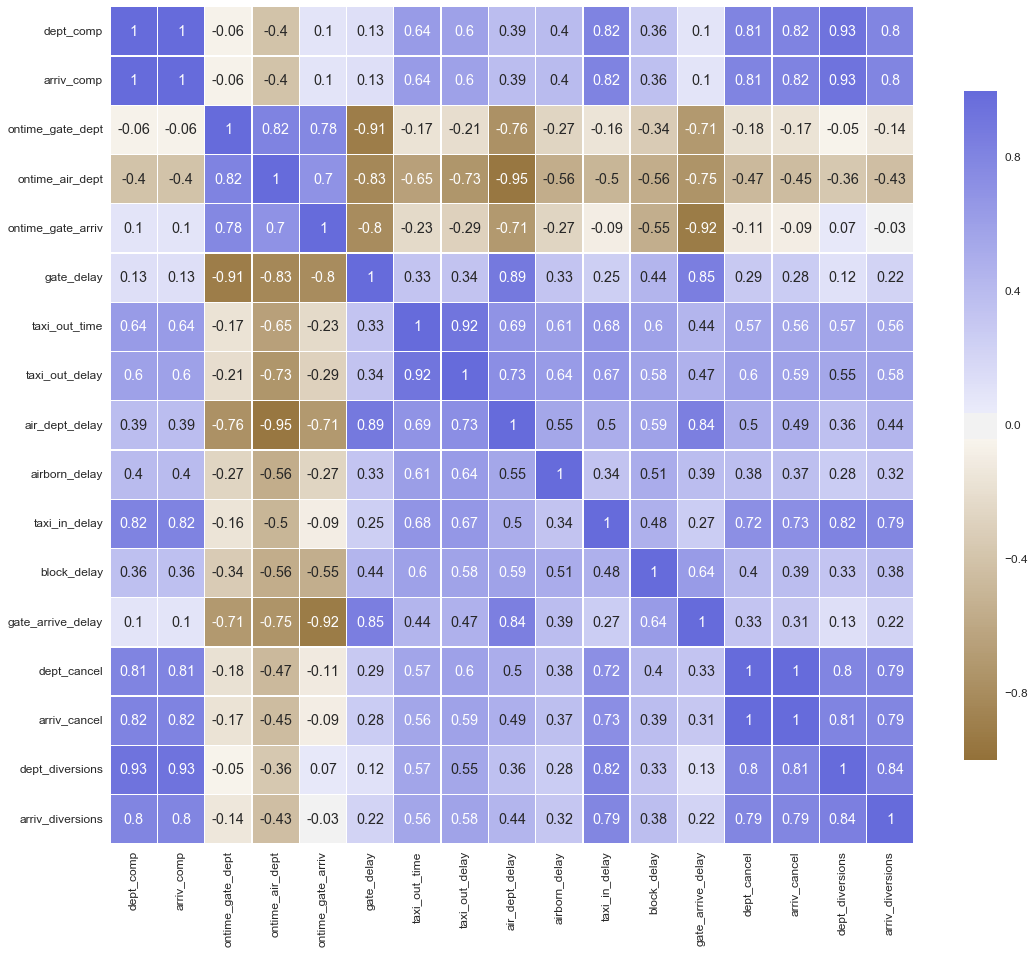 dept_comp 1 1 -0.06 -0.4 0.1 0.13 0.64 0.6 0.39 0.4 0.82 0.36 0.1 0.81 0.82 0.93 0.8
arriv_comp 1 1 -0.06 -0.4 0.1 0.13 0.64 0.6 0.39 0.4 0.82 0.36 0.1 0.81 0.82 0.93 0.8
ontime_gate_dept -0.06 -0.06 1 0.82 0.78 -0.91 -0.17 -0.21 -0.76 -0.27 -0.16 -0.34 -0.71 -0.18 -0.17 -0.05 -0.14
ontime_air_dept -0.4 -0.4 0.82 1 0.7 -0.83 -0.65 -0.73 -0.95 -0.56 -0.5 -0.56 -0.75 -0.47 -0.45 -0.36 -0.43
ontime_gate_arriv 0.1 0.1 0.78 0.7 1 -0.8 -0.23 -0.29 -0.71 -0.27 -0.09 -0.55 -0.92 -0.11 -0.09 0.07 -0.03
gate_delay 0.13 0.13 -0.91 -0.83 -0.8 1 0.33 0.34 0.89 0.33 0.25 0.44 0.85 0.29 0.28 0.12 0.22
taxi_out_time 0.64 0.64 -0.17 -0.65 -0.23 0.33 1 0.92 0.69 0.61 0.68 0.6 0.44 0.57 0.56 0.57 0.56
taxi_out_delay 0.6 0.6 -0.21 -0.73 -0.29 0.34 0.92 1 0.73 0.64 0.67 0.58 0.47 0.6 0.59 0.55 0.58
air_dept_delay 0.39 0.39 -0.76 -0.95 -0.71 0.89 0.69 0.73 1 0.55 0.5 0.59 0.84 0.5 0.49 0.36 0.44
airborn_delay 0.4 0.4 -0.27 -0.56 -0.27 0.33 0.61 0.64 0.55 1 0.34 0.51 0.39 0.38 0.37 0.28 0.32
taxi_in_delay 0.82 0.82 -0.16 -0.5 -0.09 0.25 0.68 0.67 0.5 0.34 1 0.48 0.27 0.72 0.73 0.82 0.79
block_delay 0.36 0.36 -0.34 -0.56 -0.55 0.44 0.6 0.58 0.59 0.51 0.48 1 0.64 0.4 0.39 0.33 0.38
gate_arrive_delay 0.1 0.1 -0.71 -0.75 -0.92 0.85 0.44 0.47 0.84 0.39 0.27 0.64 1 0.33 0.31 0.13 0.22
dept_cancel 0.81 0.81 -0.18 -0.47 -0.11 0.29 0.57 0.6 0.5 0.38 0.72 0.4 0.33 1 1 0.8 0.79
arriv_cancel 0.82 0.82 -0.17 -0.45 -0.09 0.28 0.56 0.59 0.49 0.37 0.73 0.39 0.31 1 1 0.81 0.79
dept_diversions 0.93 0.93 -0.05 -0.36 0.07 0.12 0.57 0.55 0.36 0.28 0.82 0.33 0.13 0.8 0.81 1 0.84
arriv_diversions 0.8 0.8 -0.14 -0.43 -0.03 0.22 0.56 0.58 0.44 0.32 0.79 0.38 0.22 0.79 0.79 0.84 1
dept_comp
arriv_comp
ontime_gate_dept
ontime_air_dept
ontime_gate_arriv
gate_delay
taxi_out_time
taxi_out_delay
air_dept_delay
airborn_delay
taxi_in_delay
block_delay
gate_arrive_delay
dept_cancel
arriv_cancel
dept_diversions
arriv_diversions
0.8
0.4
0.0
−0.4
−0.8